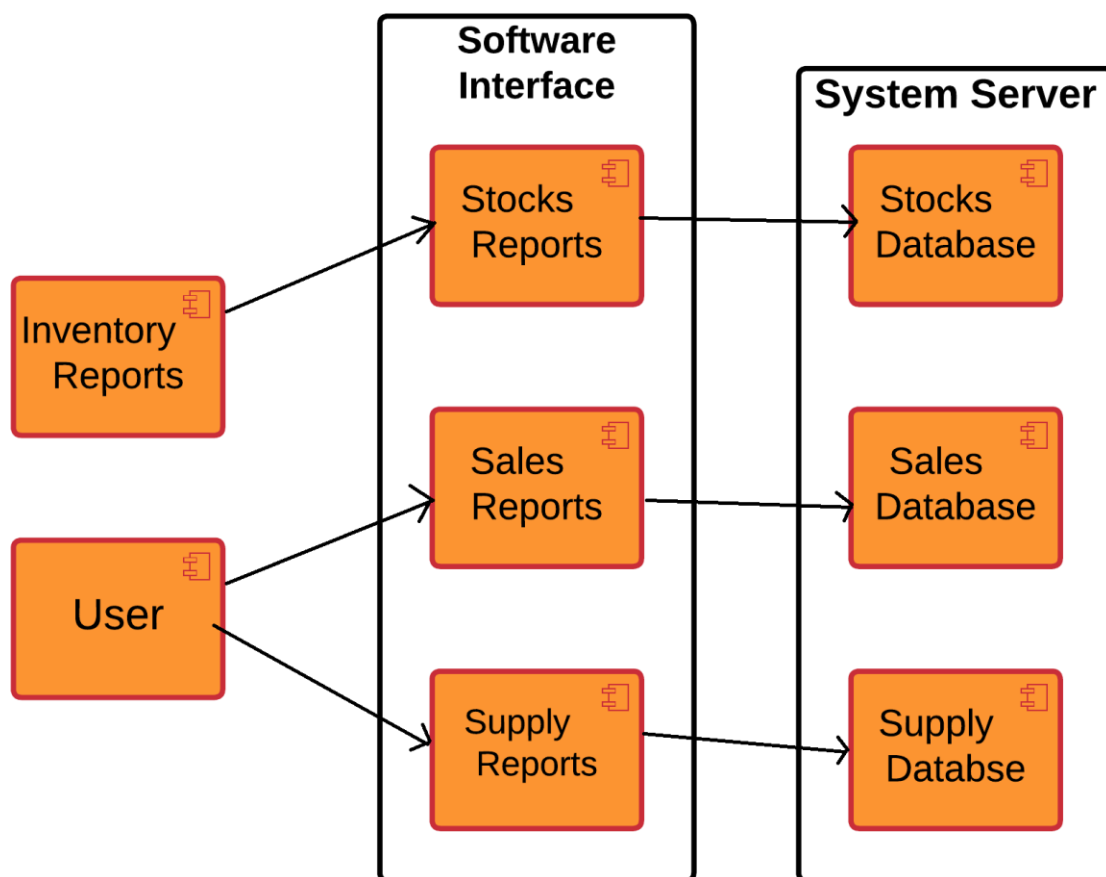 Software
Interface
System Server
Stocks
Reports
Stocks
Database
Inventory
Reports
Sales
Reports
Sales
Database
User
Supply
Reports
Supply
Databse